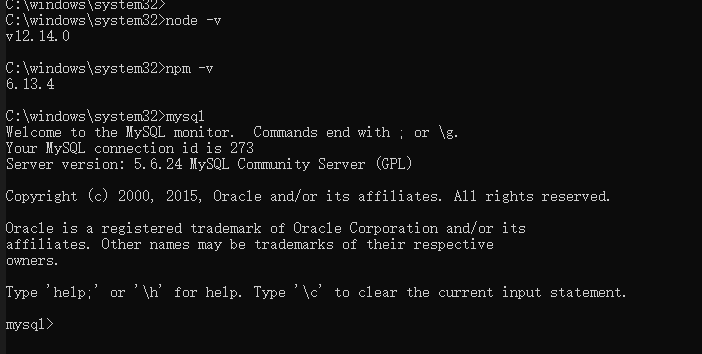 C:\windows\system32>
C:\windows\system32>node -v
v12.14.0
C:\windows\system32>npm -v
6.13.4
C:\windows\system32>mysql
Welcome to the MySQL monitor.  Commands end with ; or \g.
Your MySQL connection id is 273
Server version: 5.6.24 MySQL Community Server (GPL)
Copyright (c) 2000, 2015, Oracle and/or its affiliates. All rights reserved.
Oracle is a registered trademark of Oracle Corporation and/or its
affiliates. Other names may be trademarks of their respective
owners.
Type 'help;' or '\h' for help. Type '\c' to clear the current input statement.
mysql>